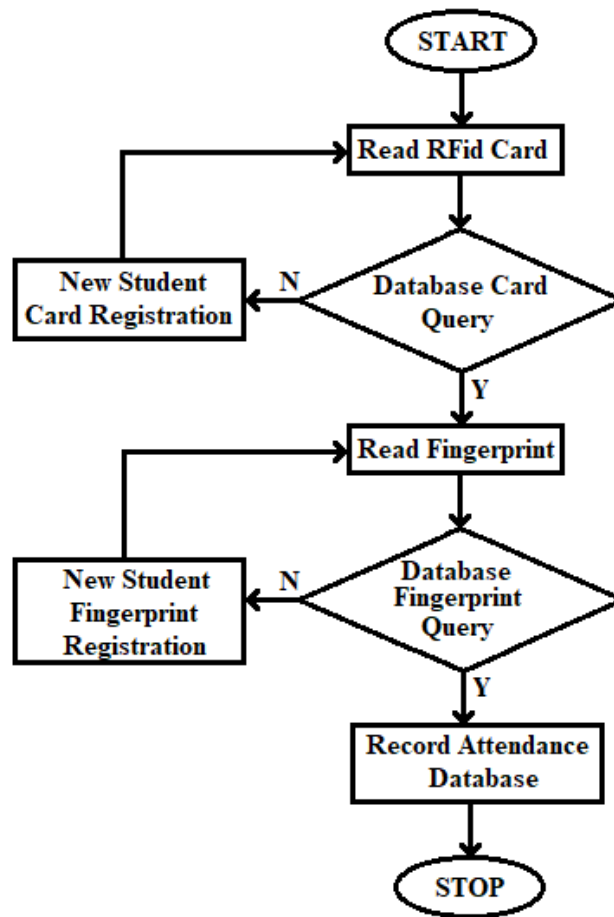 START
Read RFid Card
New Student
Card Registration
N
Database Card
Query
Y
Read Fingerprint
New Student
Fingerprint
Registration
N
Database
Fingerprint
Query
Y
Record Attendance
Database
STOP